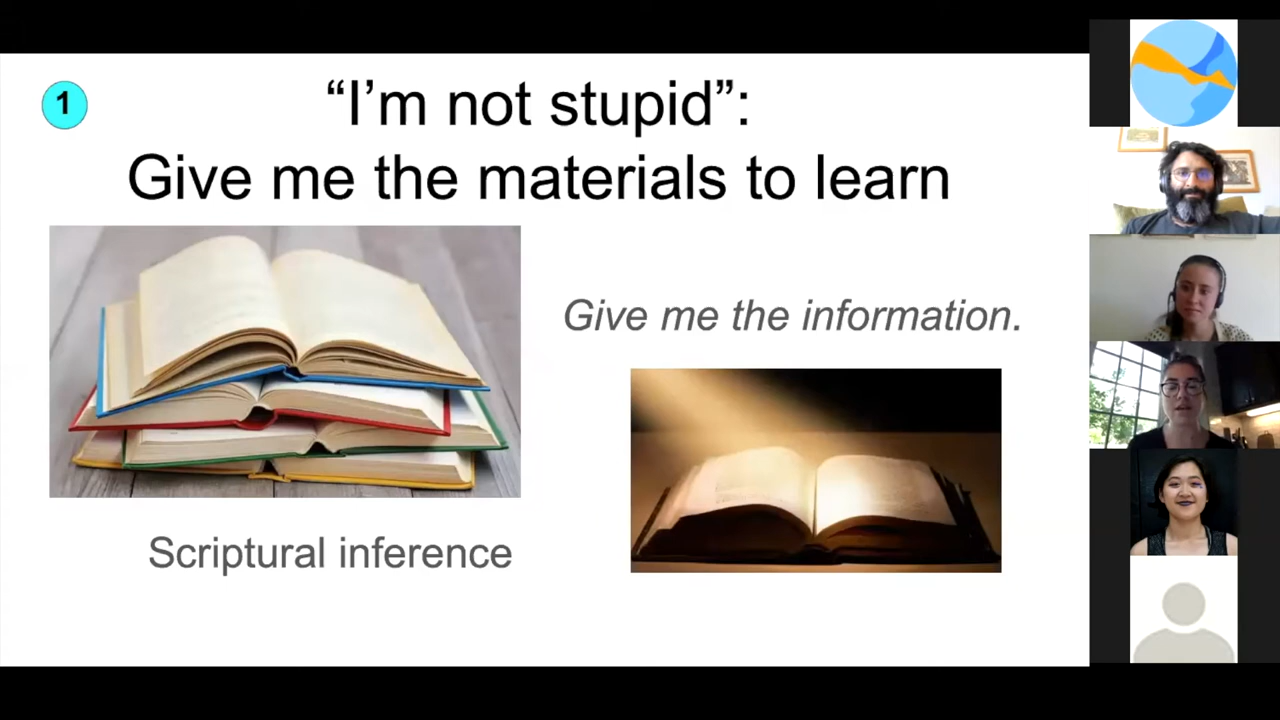 1
“I’m not stupid”:
Give me the materials to learn
Give me the information.
Scriptural inference